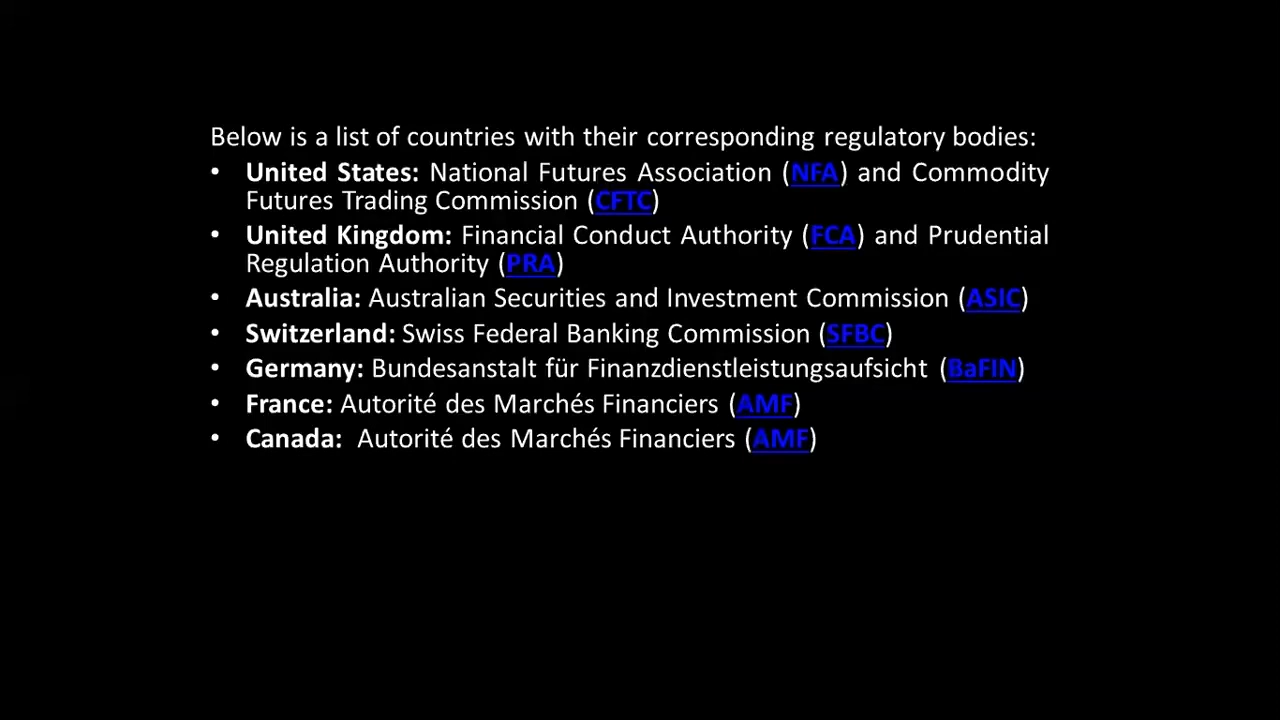 Below is a list of countries with their corresponding regulatory bodies:
• United States: National Futures Association (NFA) and Commodity
Futures Trading Commission (CFTC)
• United Kingdom: Financial Conduct Authority (FCA) and Prudential
Regulation Authority (PRA)
• Australia: Australian Securities and Investment Commission (ASIC)
• Switzerland: Swiss Federal Banking Commission (SFBC)
• Germany: Bundesanstalt für Finanzdienstleistungsaufsicht (BaFIN)
• France: Autorité des Marchés Financiers (AMF)
• Canada: Autorité des Marchés Financiers (AMF)